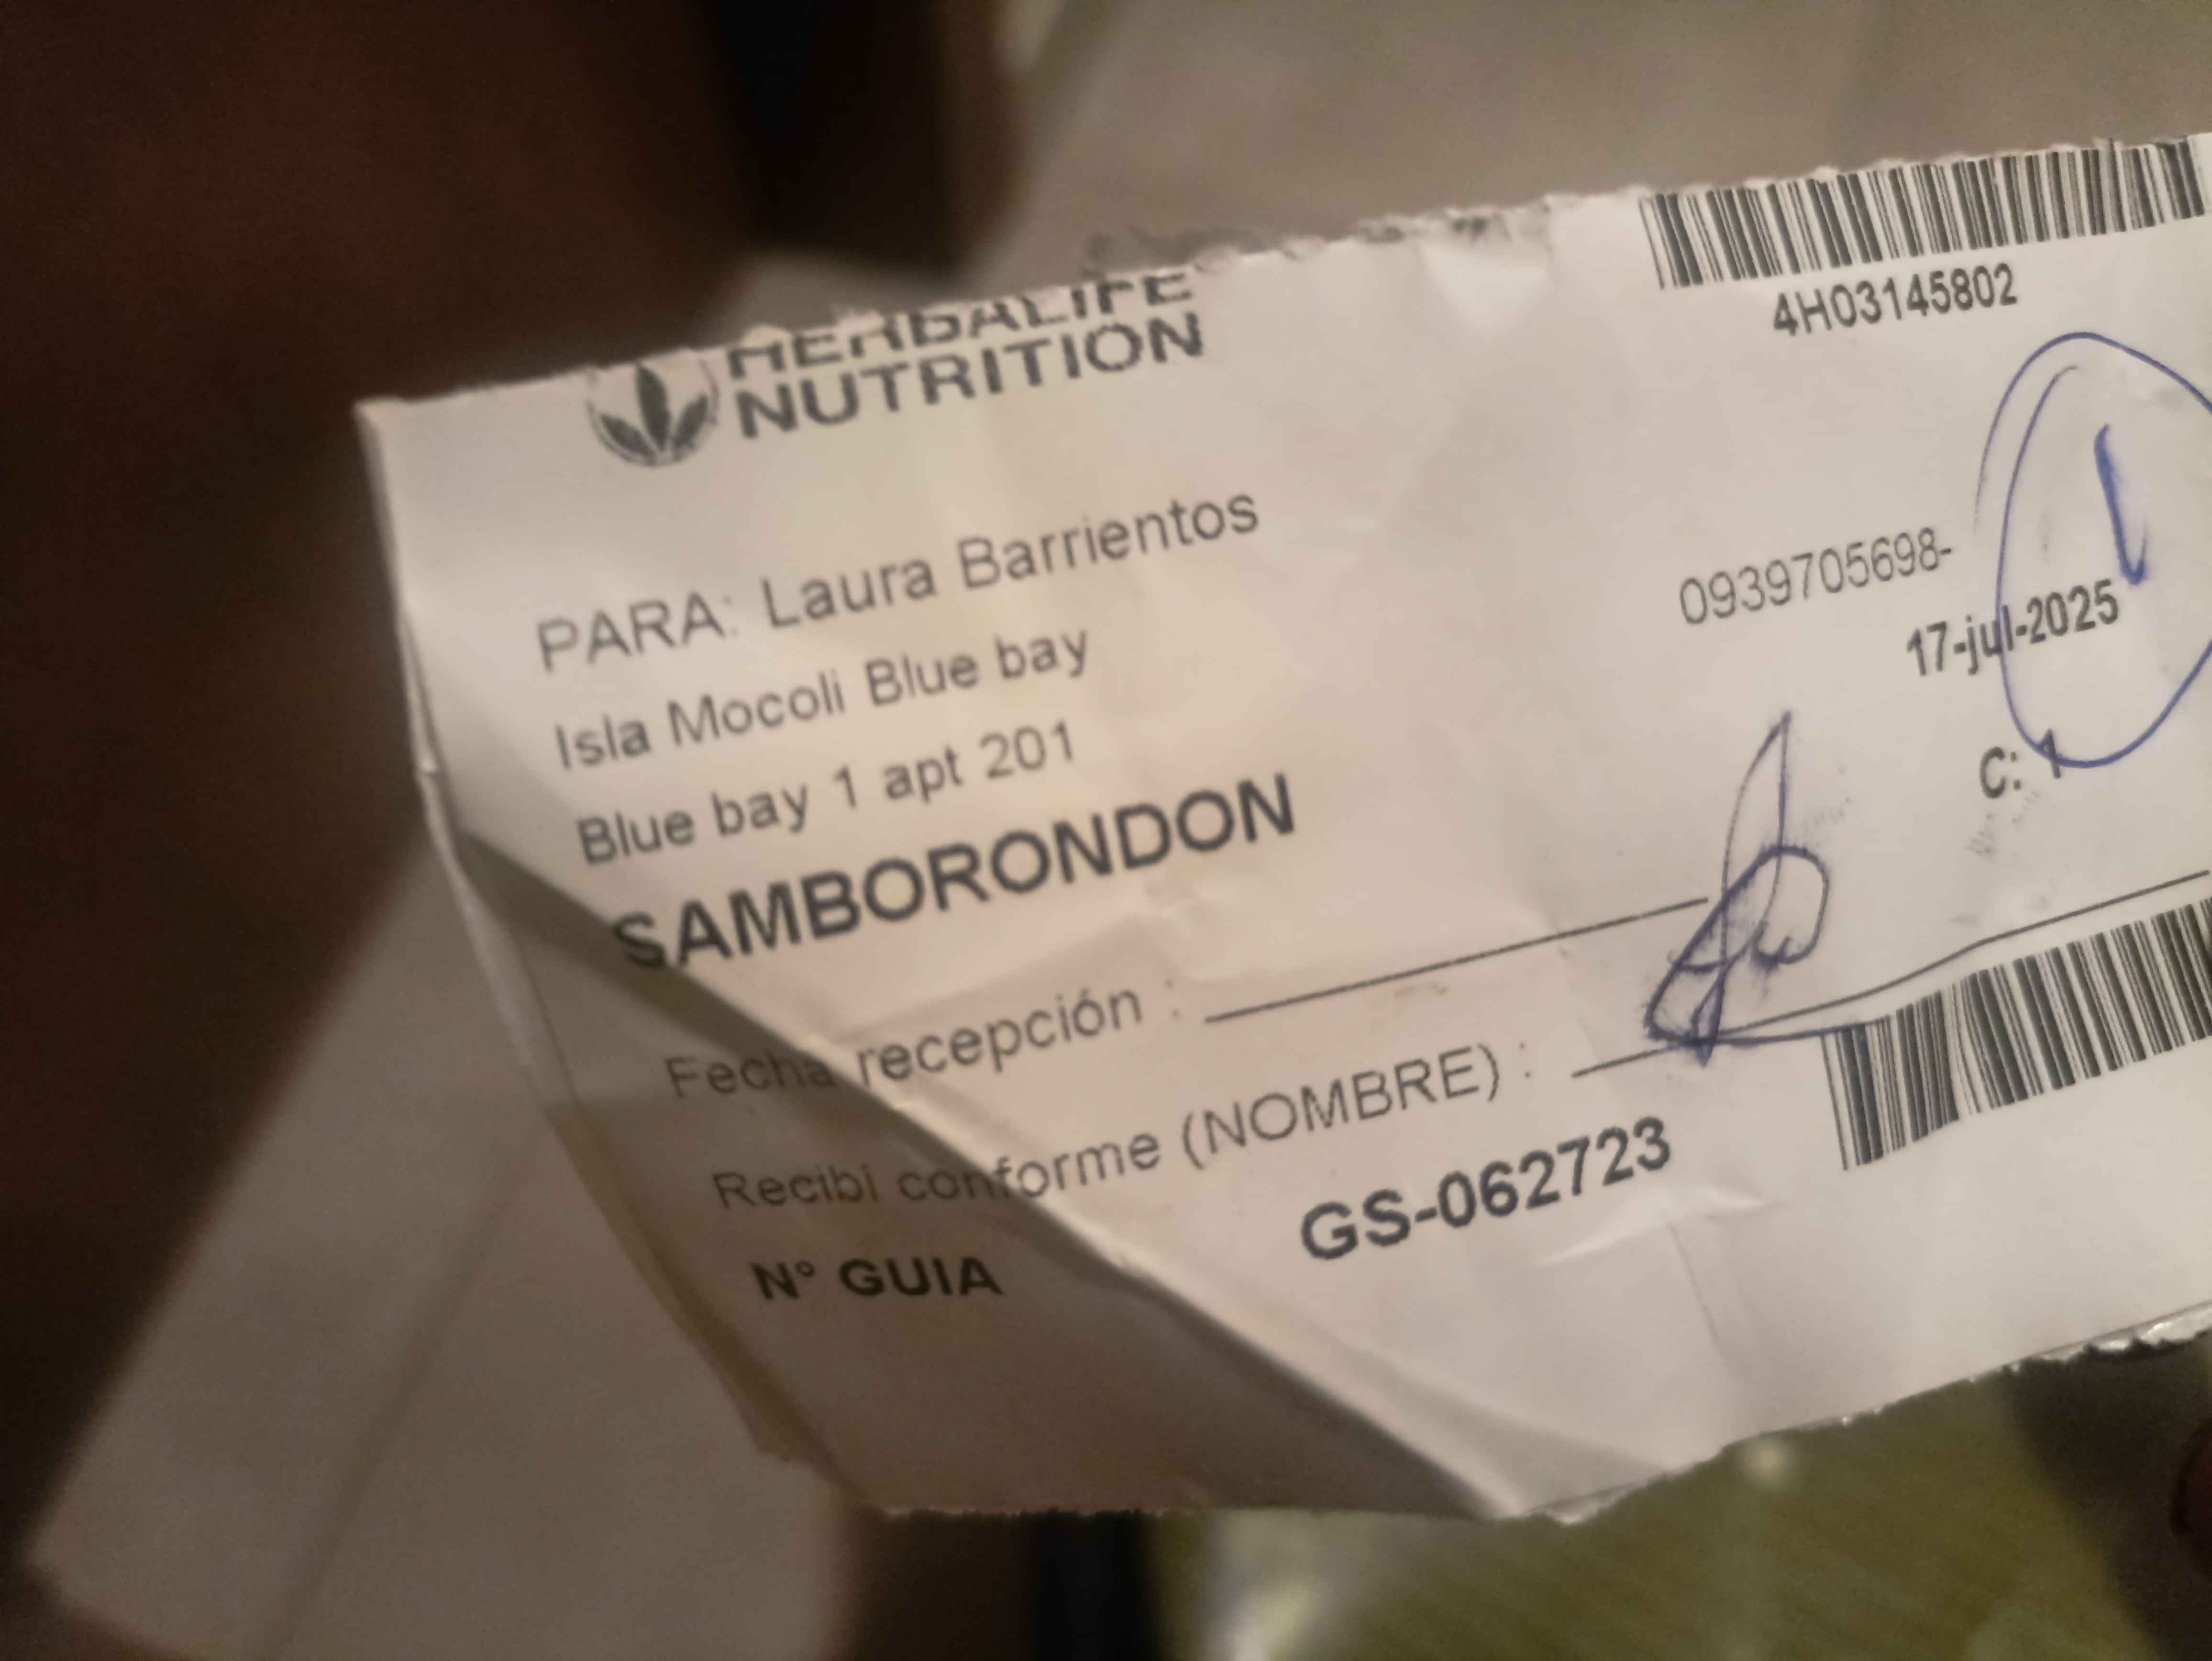 HERBALIFE
NUTRITION
4H03145802
PARA: Laura Barrientos
0939705698-
Isla Mocoli Blue bay
17-jul-2025
Blue bay 1 apt 201
C: 1
SAMBORONDON
Fecha recepción :
Recibi conforme (NOMBRE) :
N° GUIA GS-062723